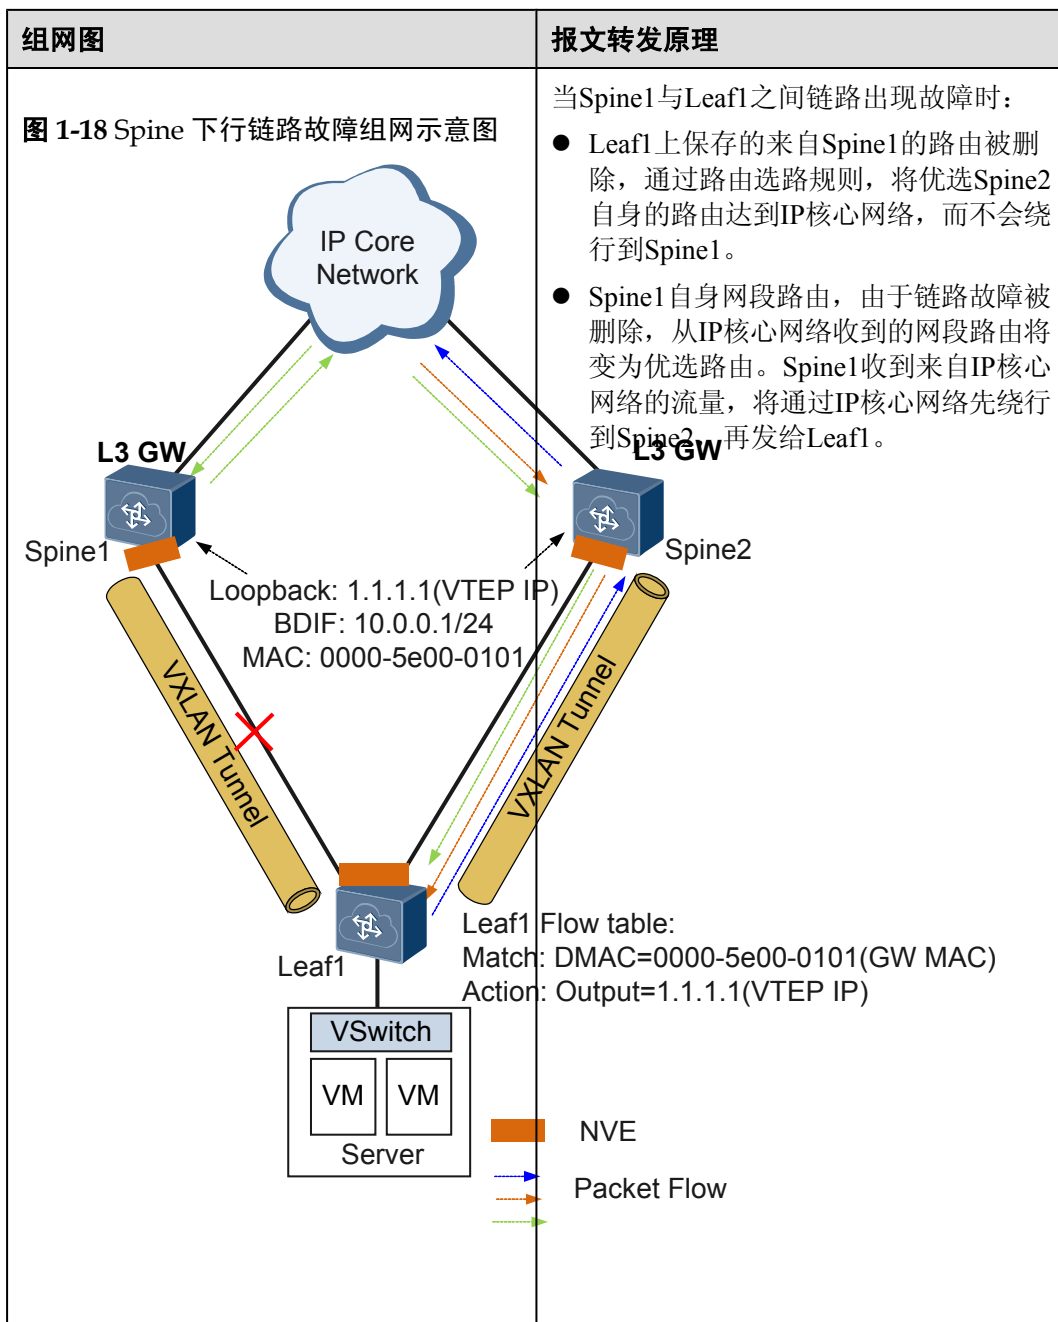 组网图
报文转发原理
图 1-18 Spine 下行链路故障组网示意图
IP Core
Network
L3 GW
L3 GW
Spine1
Spine2
Loopback: 1.1.1.1(VTEP IP)
BDIF: 10.0.0.1/24
MAC: 0000-5e00-0101
VXLAN Tunnel
VXLAN Tunnel
Leaf1
Leaf1 Flow table:
Match: DMAC=0000-5e00-0101(GW MAC)
Action: Output=1.1.1.1(VTEP IP)
VSwitch
VM
VM
Server
NVE
Packet Flow
当Spine1与Leaf1之间链路出现故障时：
● Leaf1上保存的来自Spine1的路由被删
除，通过路由选路规则，将优选Spine2
自身的路由达到IP核心网络，而不会绕
行到Spine1。
● Spine1自身网段路由，由于链路故障被
删除，从IP核心网络收到的网段路由将
变为优选路由。Spine1收到来自IP核心
网络的流量，将通过IP核心网络先绕行
到Spine2，再发给Leaf1。